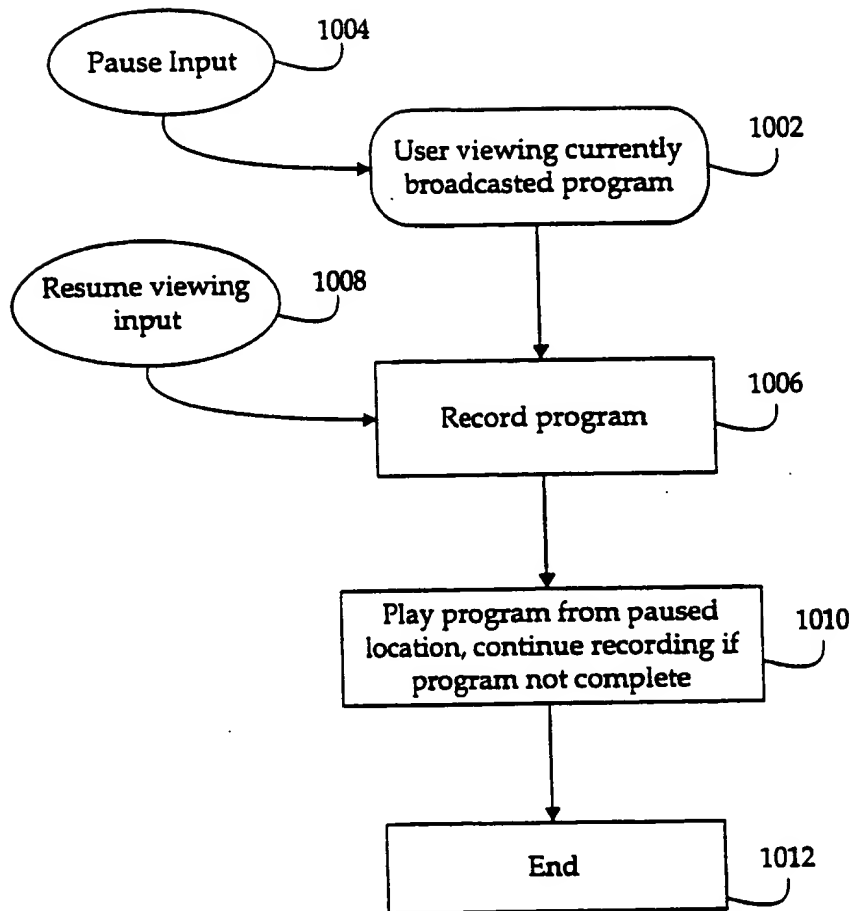 1004
Pause Input
1002
User viewing currently
broadcasted program
1008
Resume viewing
input
1006
Record program
1010
Play program from paused
location, continue recording if
program not complete
End
1012